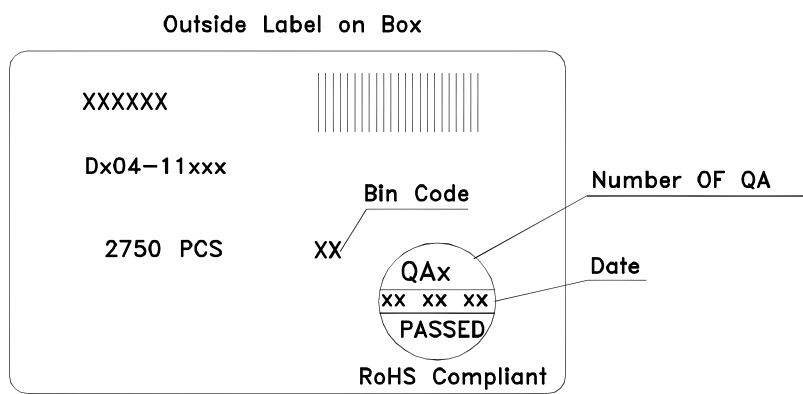 Outside Label on Box
XXXXXX
Dx04-11xxx
Bin Code
Number OF QA
2750 PCS
XX
QAx
Date
xx xx xx
PASSED
RoHS Compliant